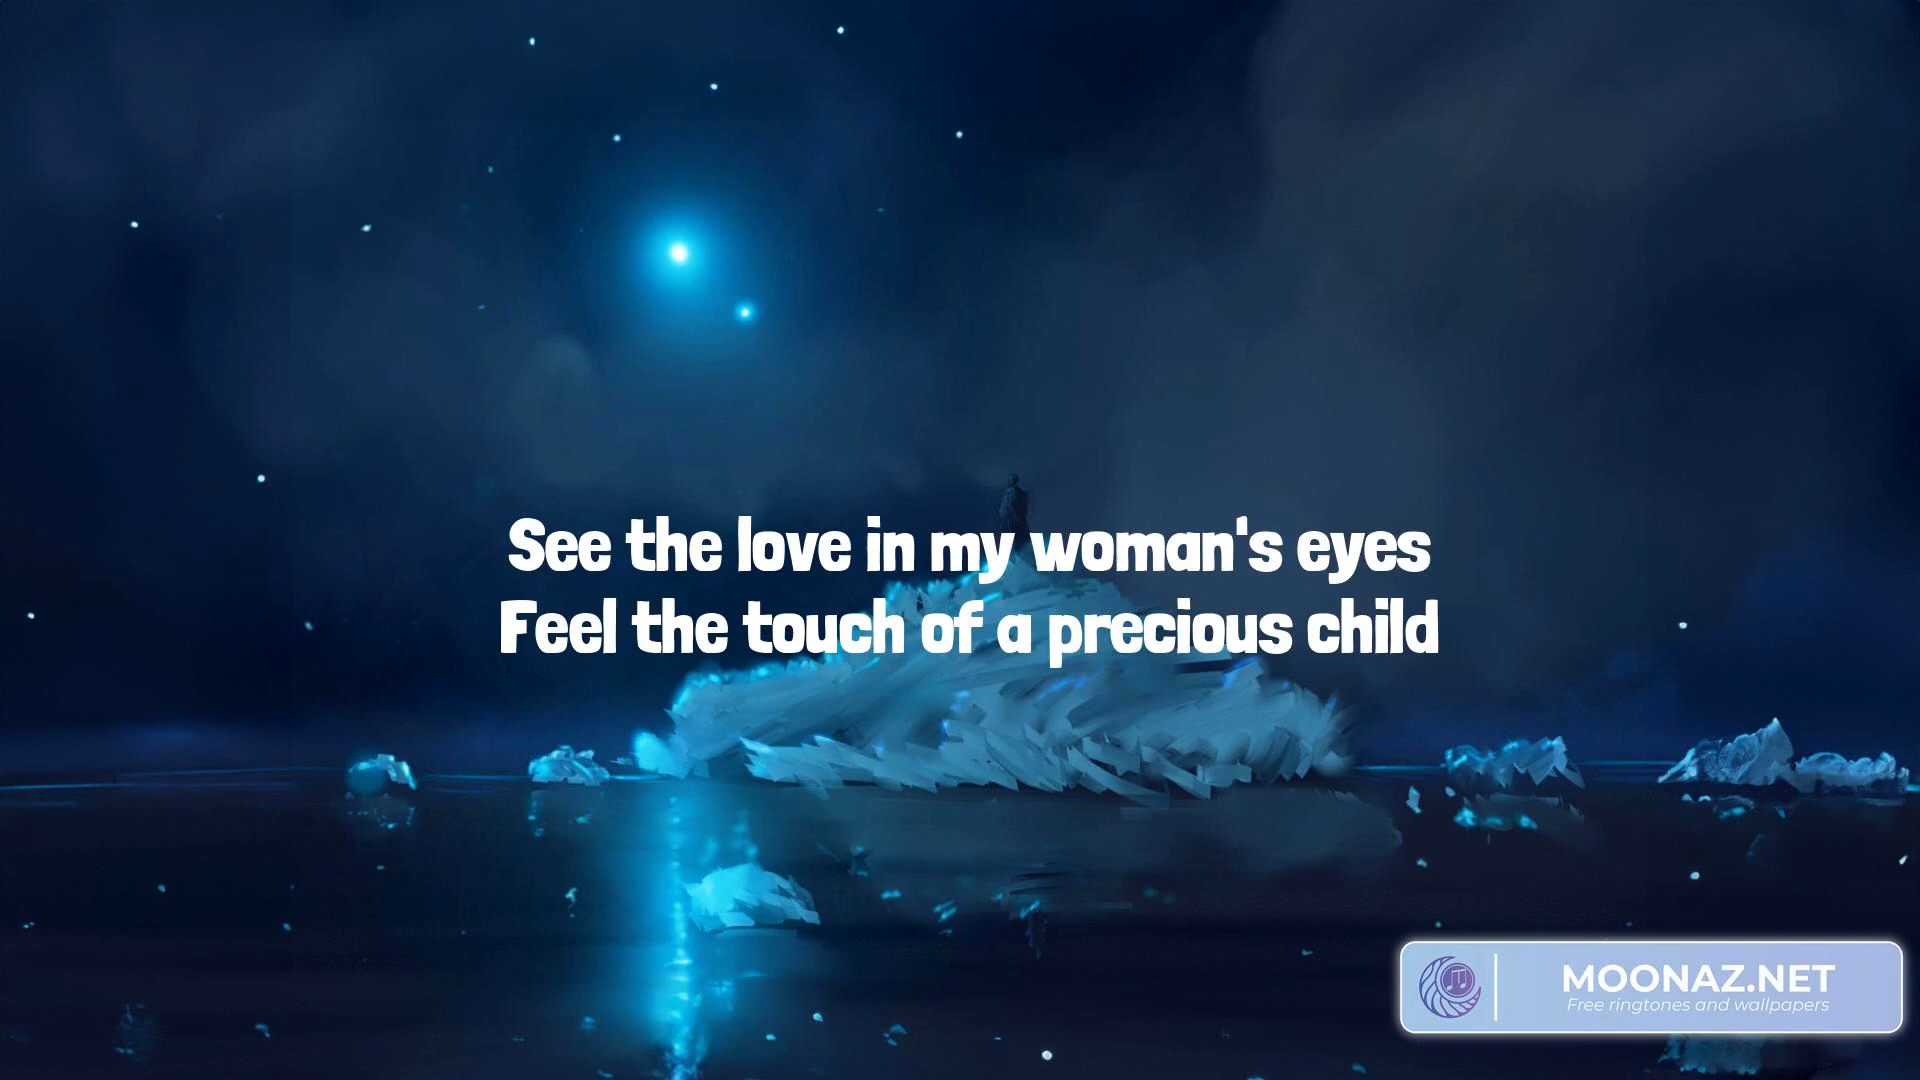 See the love in my woman's eyes
Feel the touch of a precious child
MOONAZ.NET
Free ringtones and wallpapers